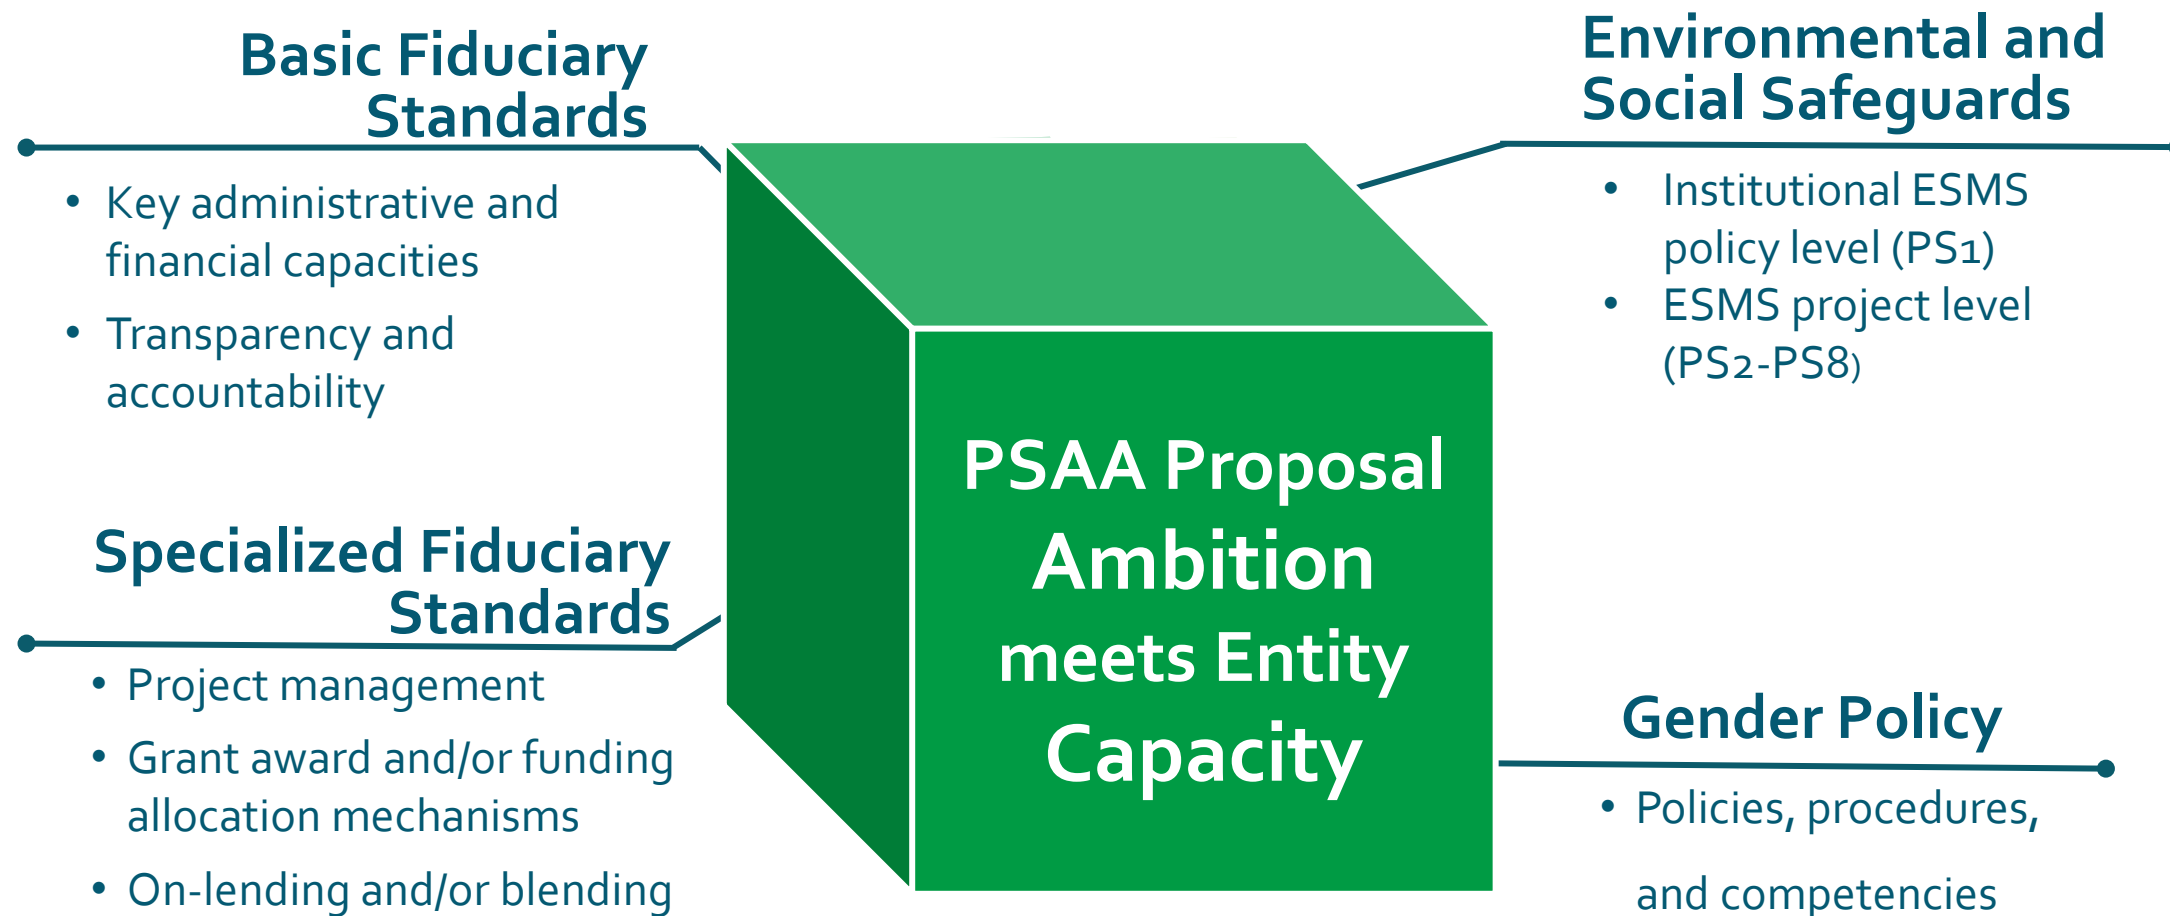 Basic Fiduciary
Standards
• Key administrative and
financial capacities
• Transparency and
accountability
Specialized Fiduciary
Standards
• Project management
• Grant award and/or funding
allocation mechanisms
• On-lending and/or blending
PSAA Proposal
Ambition
meets Entity
Capacity
Environmental and
Social Safeguards
• Institutional ESMS
policy level (PS1)
• ESMS project level
(PS2-PS8)
Gender Policy
• Policies, procedures,
and competencies